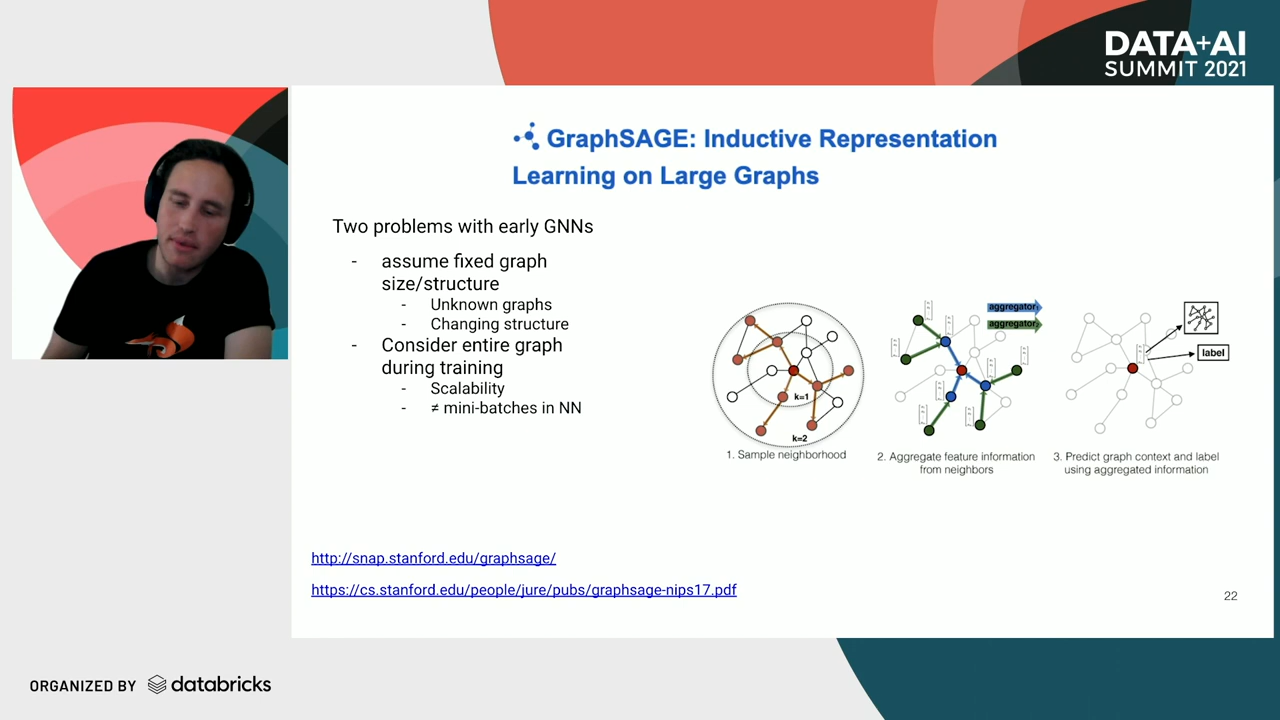 DATA+AI
SUMMIT 2021
GraphSAGE: Inductive Representation
Learning on Large Graphs
Two problems with early GNNs
- assume fixed graph
size/structure
- Unknown graphs
- Changing structure
- Consider entire graph
during training
- Scalability
- ≠ mini-batches in NN
k=1
k=2
1. Sample neighborhood
aggregator₁
aggregator₂
2. Aggregate feature information
from neighbors
label
3. Predict graph context and label
using aggregated information
http://snap.stanford.edu/graphsage/
https://cs.stanford.edu/people/jure/pubs/graphsage-nips17.pdf
22
ORGANIZED BY databricks